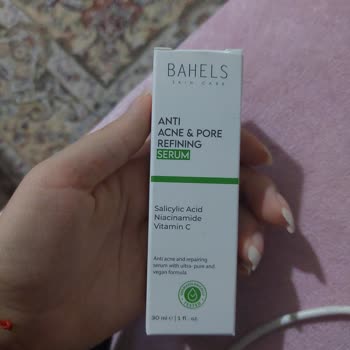 BAHELS
SKIN CARE
ANTI
ACNE & PORE
REFINING
SERUM
Salicylic Acid
Niacinamide
Vitamin C
Anti acne and repairing
serum with ultra- pure and
vegan formula
30 ml ℮ | 1 fl. oz.